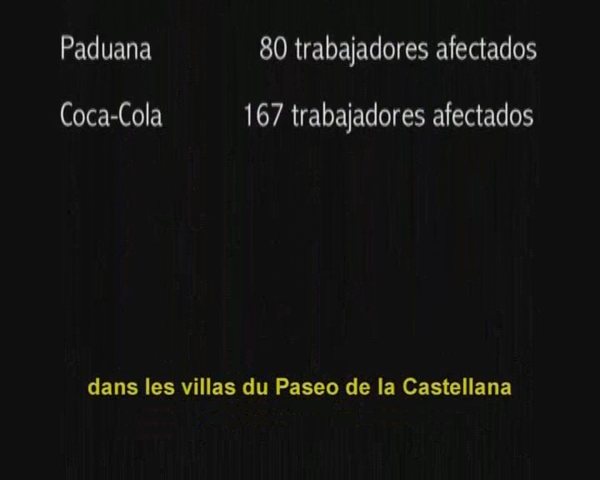 Paduana 80 trabajadores afectados
Coca-Cola 167 trabajadores afectados
dans les villas du Paseo de la Castellana